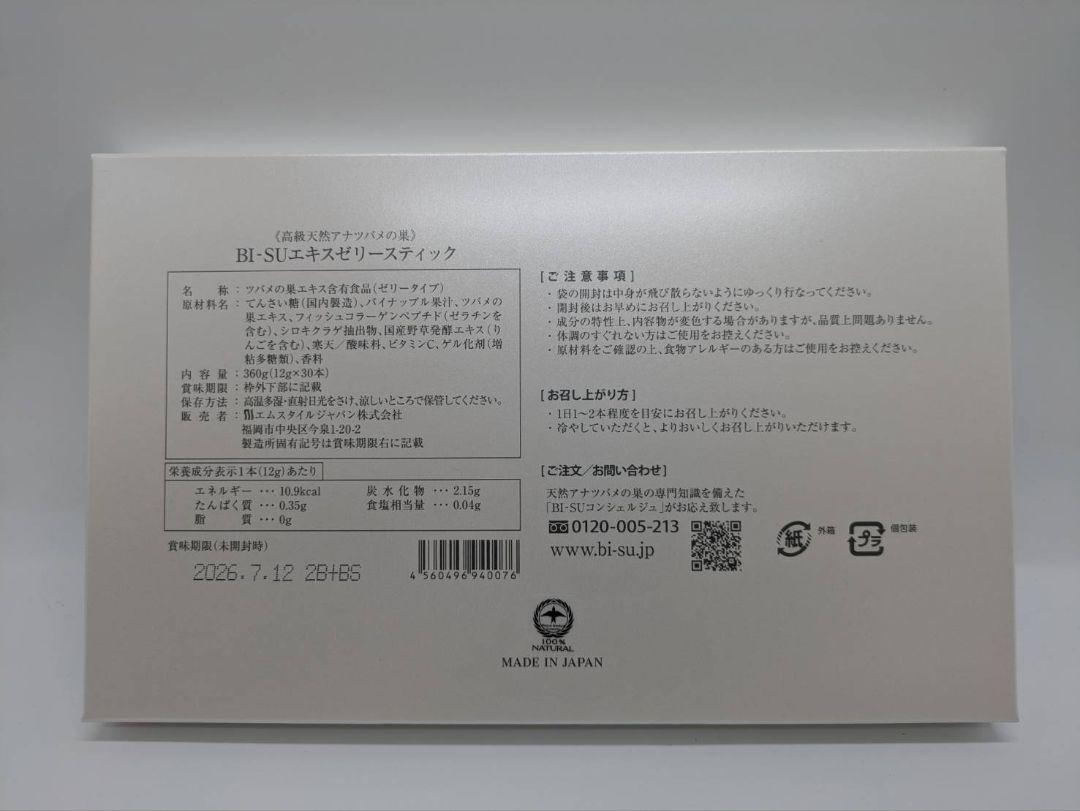 《高級天然アナツバメの巣》
BI-SUエキスゼリースティック
名称：ツバメの巣エキス含有食品(ゼリータイプ)
原材料名：てんさい糖(国内製造)、パイナップル果汁、ツバメの
巣エキス、フィッシュコラーゲンペプチド(ゼラチンを
含む)、シロキクラゲ抽出物、国産野草発酵エキス(り
んごを含む)、寒天／酸味料、ビタミンC、ゲル化剤(増
粘多糖類)、香料
内容量：360g(12g×30本)
賞味期限：枠外下部に記載
保存方法：高温多湿・直射日光をさけ、涼しいところで保管してください。
販売者：エムスタイルジャパン株式会社
福岡市中央区今泉1-20-2
製造所固有記号は賞味期限右に記載
栄養成分表示1本(12g)あたり
エネルギー … 10.9kcal 炭水化物 … 2.15g
たんぱく質 … 0.35g 食塩相当量 … 0.04g
脂質 … 0g
賞味期限(未開封時)
2026.7.12 2B+BS
4 560496 940076
[ご注意事項]
・袋の開封は中身が飛び散らないようにゆっくり行なってください。
・開封後はお早めにお召し上がりください。
・成分の特性上、内容物が変色する場合がありますが、品質上問題ありません。
・体調のすぐれない方はご使用をお控えください。
・原材料をご確認の上、食物アレルギーのある方はご使用をお控えください。
[お召し上がり方]
・1日1～2本程度を目安にお召し上がりください。
・冷やしていただくと、よりおいしくお召し上がりいただけます。
[ご注文／お問い合わせ]
天然アナツバメの巣の専門知識を備えた
「BI-SUコンシェルジュ」がお応え致します。
0120-005-213
www.bi-su.jp
紙 外箱
プラ 個包装
100%
NATURAL
MADE IN JAPAN